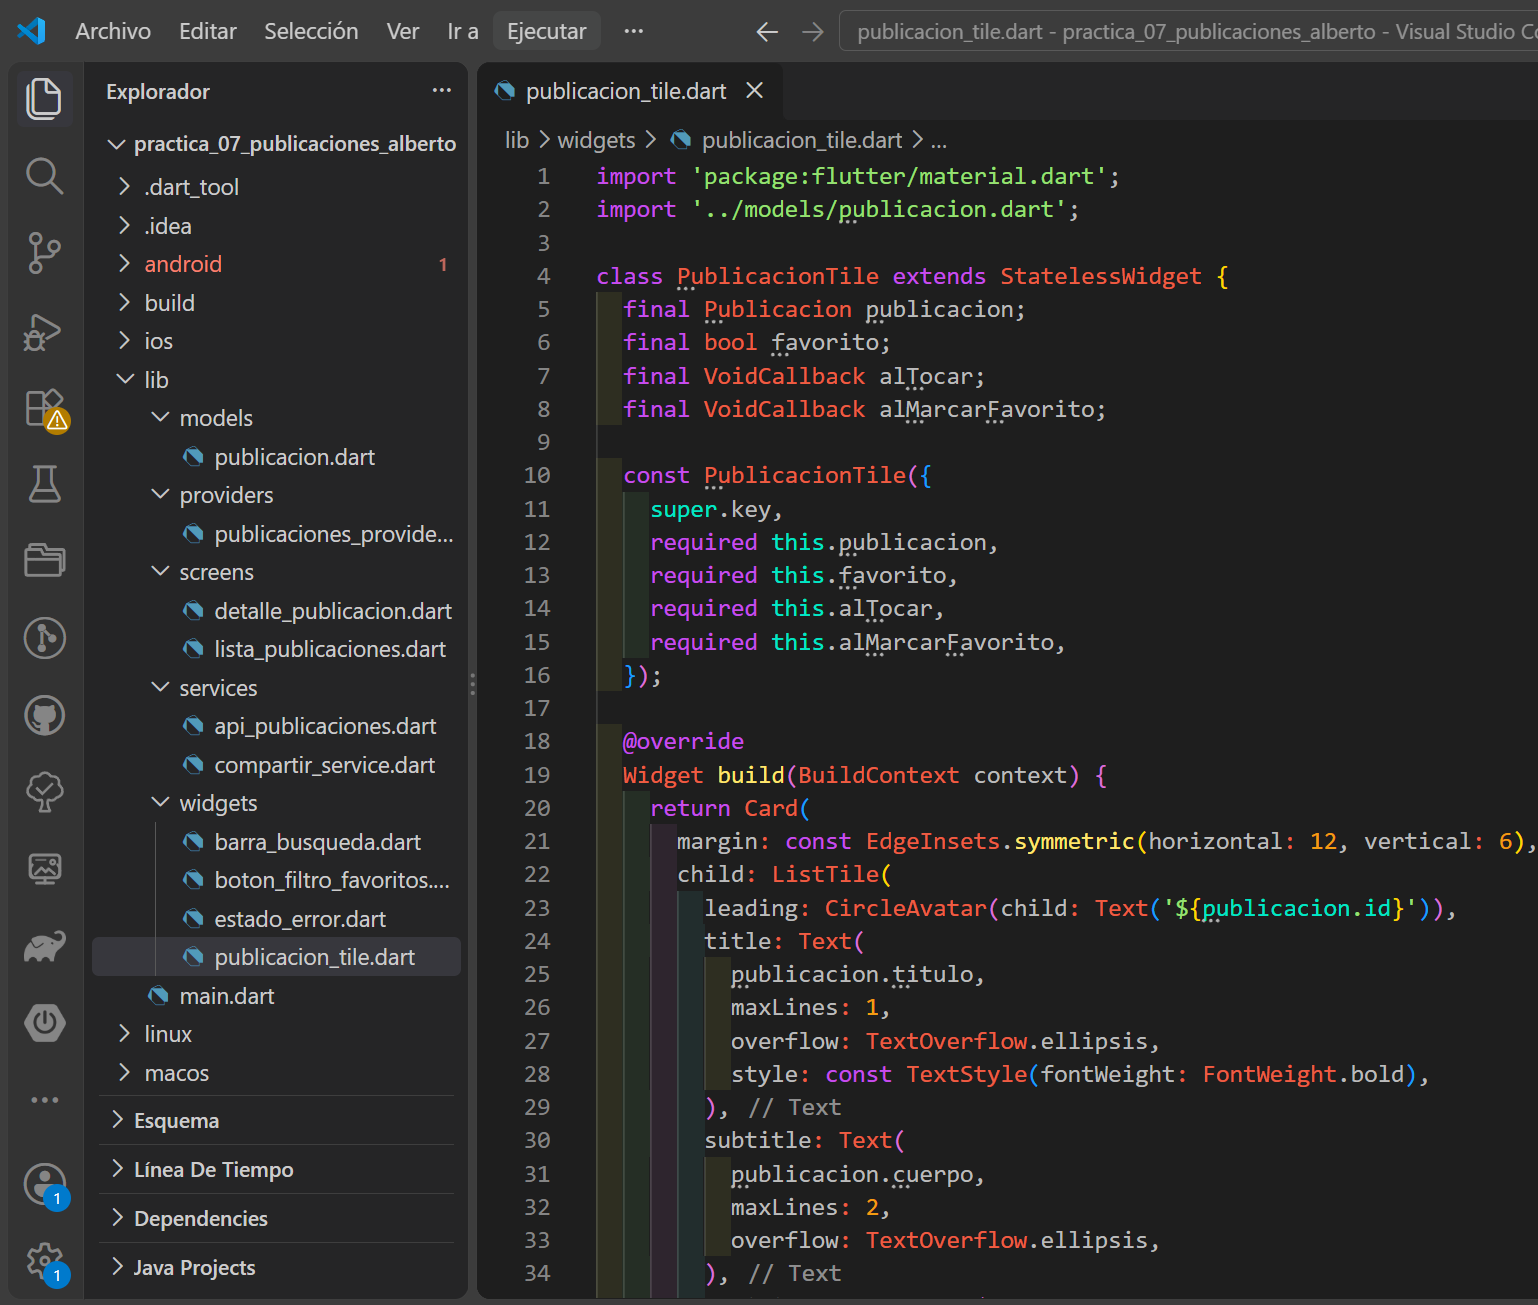 Archivo Editar Selección Ver Ir a Ejecutar ···
publicacion_tile.dart - practica_07_publicaciones_alberto - Visual Studio Co
Explorador ···
practica_07_publicaciones_alberto
.dart_tool
.idea
android 1
build
ios
lib
models
publicacion.dart
providers
publicaciones_provide...
screens
detalle_publicacion.dart
lista_publicaciones.dart
services
api_publicaciones.dart
compartir_service.dart
widgets
barra_busqueda.dart
boton_filtro_favoritos....
estado_error.dart
publicacion_tile.dart
main.dart
linux
macos
Esquema
Línea De Tiempo
Dependencies
Java Projects
1
1
publicacion_tile.dart
lib > widgets > publicacion_tile.dart > ...
1 import 'package:flutter/material.dart';
2 import '../models/publicacion.dart';
3
4 class PublicacionTile extends StatelessWidget {
5 final Publicacion publicacion;
6 final bool favorito;
7 final VoidCallback alTocar;
8 final VoidCallback alMarcarFavorito;
9
10 const PublicacionTile({
11 super.key,
12 required this.publicacion,
13 required this.favorito,
14 required this.alTocar,
15 required this.alMarcarFavorito,
16 });
17
18 @override
19 Widget build(BuildContext context) {
20 return Card(
21 margin: const EdgeInsets.symmetric(horizontal: 12, vertical: 6),
22 child: ListTile(
23 leading: CircleAvatar(child: Text('${publicacion.id}')),
24 title: Text(
25 publicacion.titulo,
26 maxLines: 1,
27 overflow: TextOverflow.ellipsis,
28 style: const TextStyle(fontWeight: FontWeight.bold),
29 ), // Text
30 subtitle: Text(
31 publicacion.cuerpo,
32 maxLines: 2,
33 overflow: TextOverflow.ellipsis,
34 ), // Text